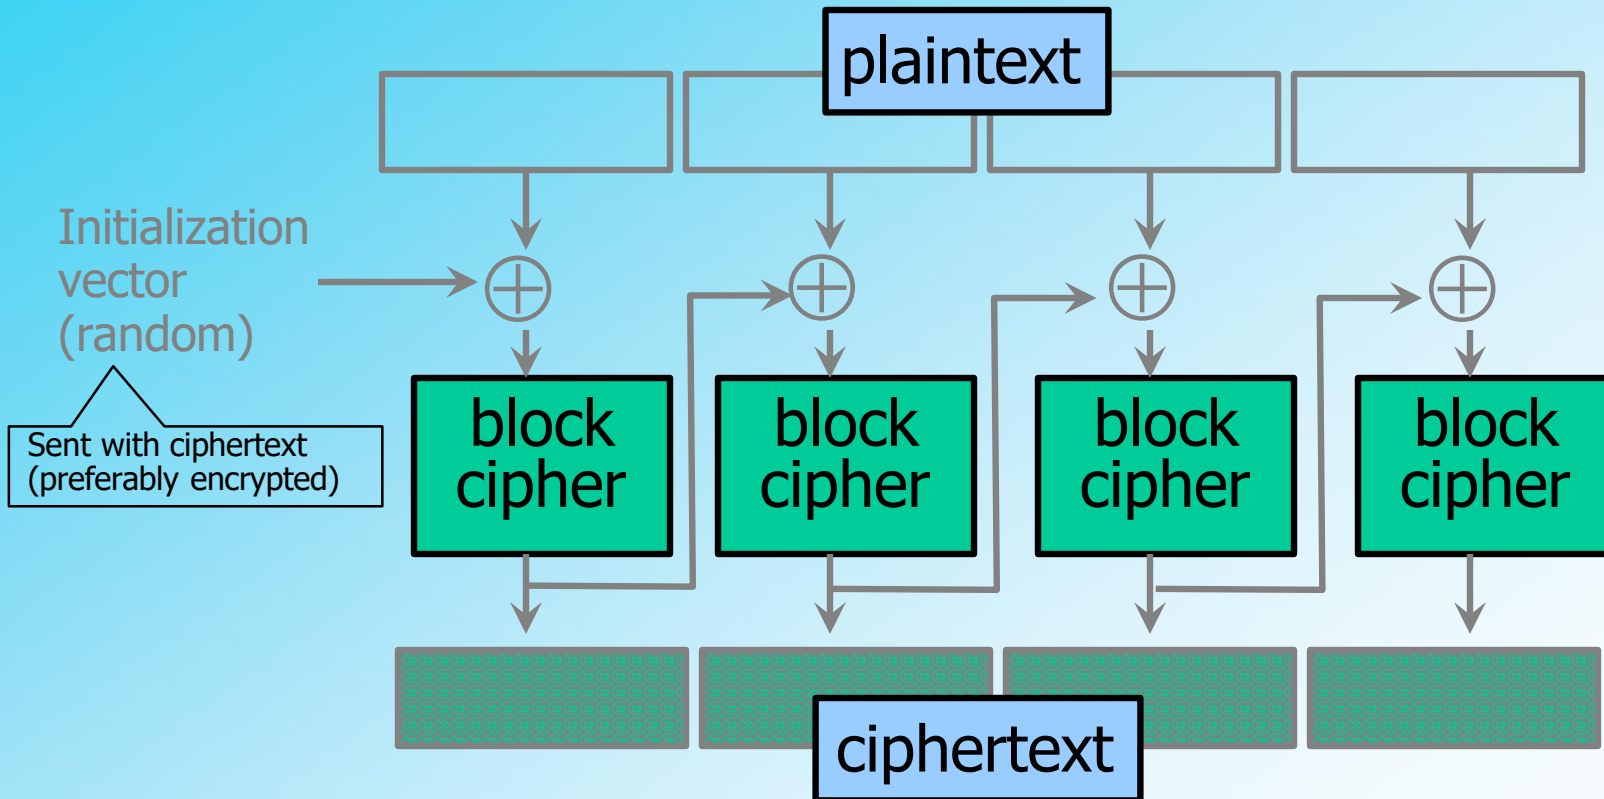 plaintext
Initialization
vector
(random)
Sent with ciphertext
(preferably encrypted)
block
cipher
block
cipher
block
cipher
block
cipher
ciphertext